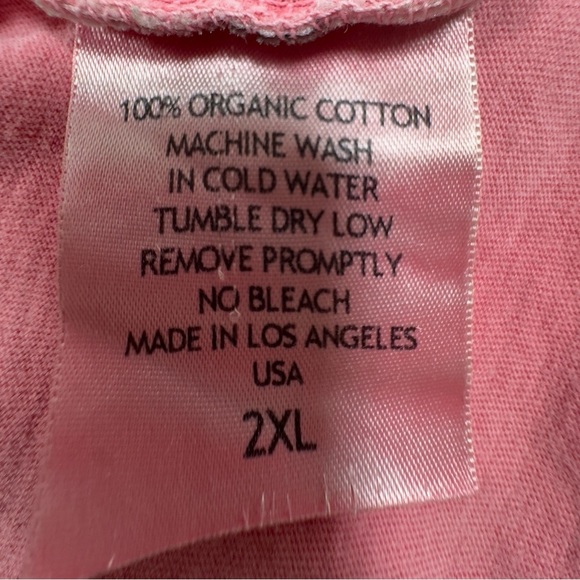 100% ORGANIC COTTON
MACHINE WASH
IN COLD WATER
TUMBLE DRY LOW
REMOVE PROMPTLY
NO BLEACH
MADE IN LOS ANGELES
USA
2XL